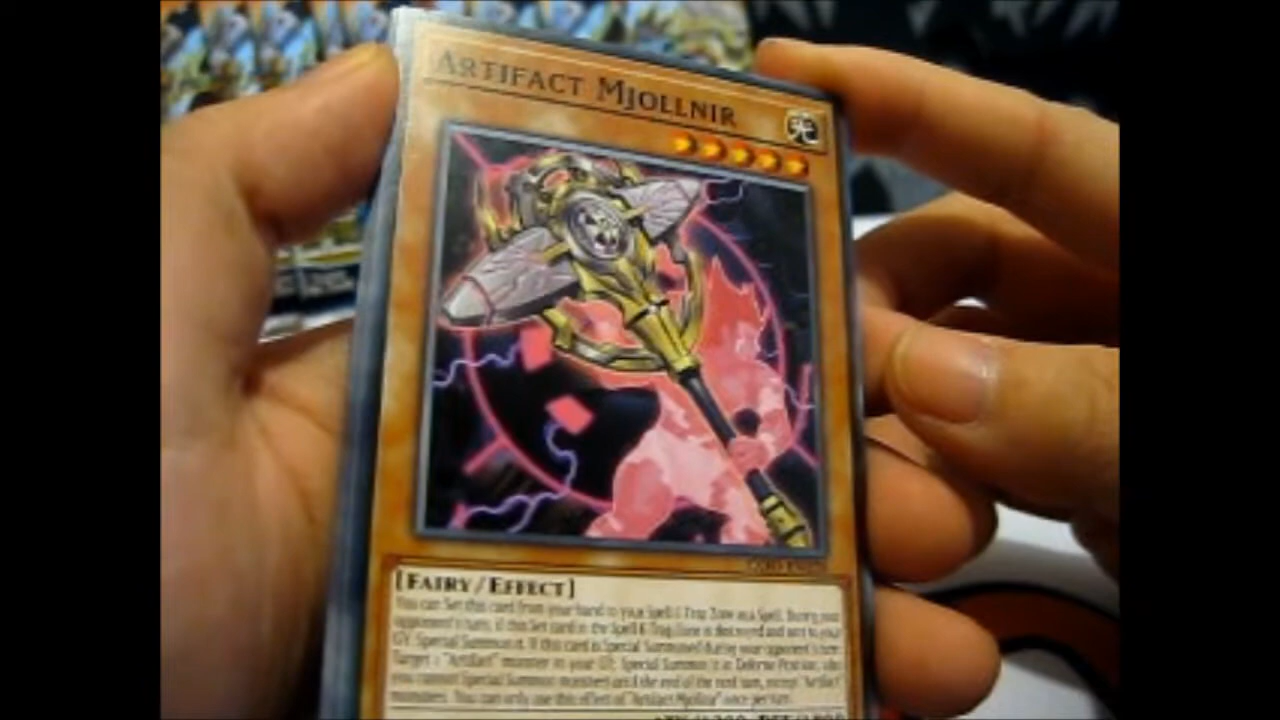 ARTIFACT MJOLLNIR
光
[FAIRY/EFFECT]
You can Set this card from your hand to your Spell & Trap Zone as a Spell. During your
opponent's turn, if this Set card in the Spell & Trap Zone is destroyed and sent to your
GY: Special Summon it. If this card is Special Summoned during your opponent's turn:
Target 1 "Artifact" monster in your GY; Special Summon it in Defense Position, also
you cannot Special Summon monsters until the end of the next turn, except "Artifact"
monsters. You can only use this effect of "Artifact Mjollnir" once per turn.